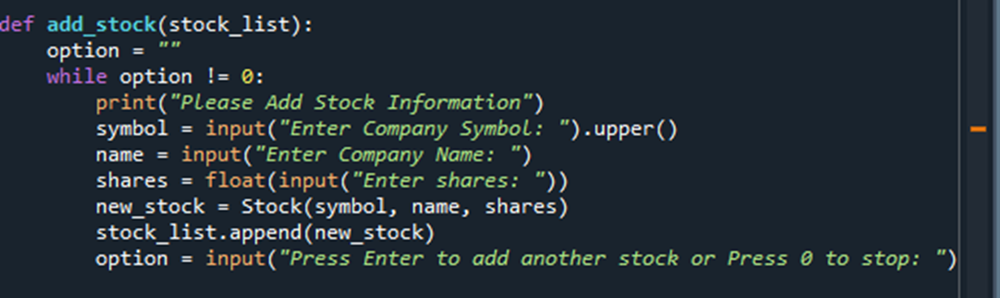 def add_stock(stock_list):
    option = ""
    while option != 0:
        print("Please Add Stock Information")
        symbol = input("Enter Company Symbol: ").upper()
        name = input("Enter Company Name: ")
        shares = float(input("Enter shares: "))
        new_stock = Stock(symbol, name, shares)
        stock_list.append(new_stock)
        option = input("Press Enter to add another stock or Press 0 to stop: ")